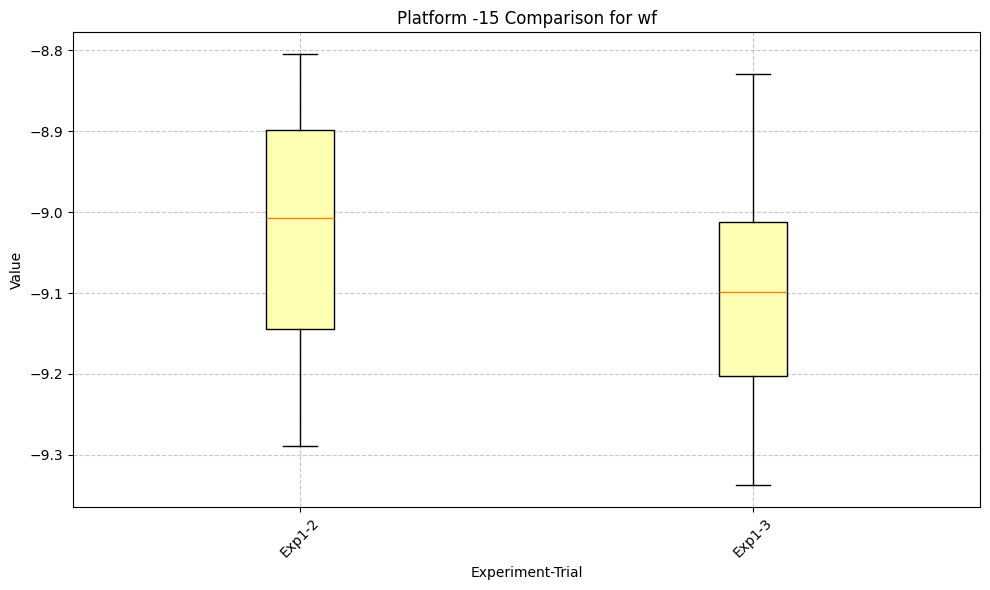 Platform -15 Comparison for wf
−8.8
−8.9
−9.0
−9.1
−9.2
−9.3
Value
Exp1-2
Exp1-3
Experiment-Trial